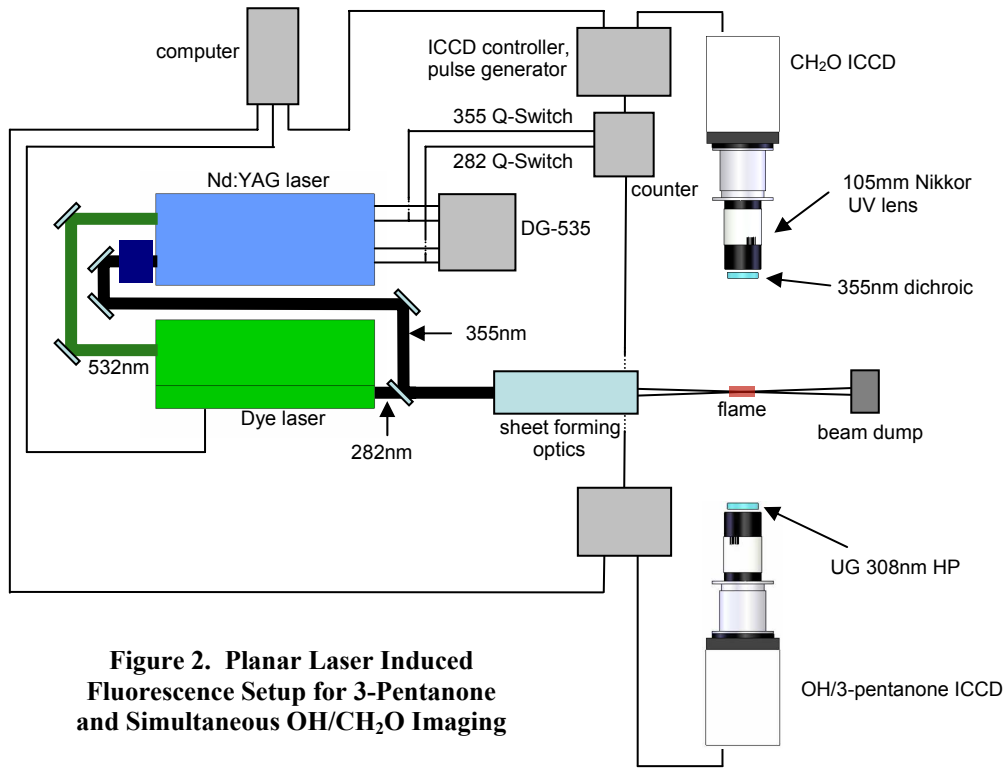 computer
ICCD controller,
pulse generator
CH₂O ICCD
355 Q-Switch
282 Q-Switch
counter
Nd:YAG laser
DG-535
105mm Nikkor
UV lens
355nm dichroic
355nm
532nm
Dye laser
282nm
sheet forming
optics
flame
beam dump
UG 308nm HP
OH/3-pentanone ICCD
Figure 2. Planar Laser Induced
Fluorescence Setup for 3-Pentanone
and Simultaneous OH/CH₂O Imaging